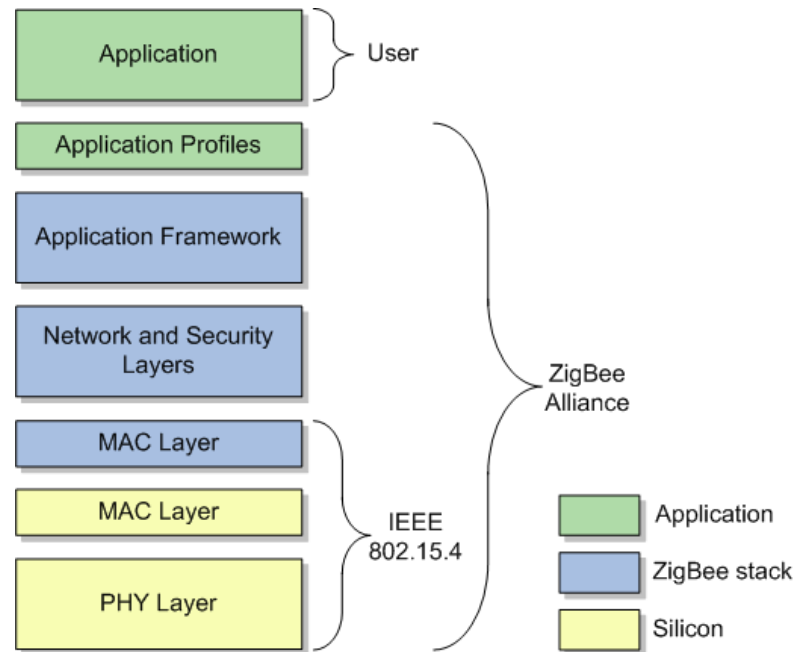 Application
User
Application Profiles
Application Framework
Network and Security
Layers
ZigBee
Alliance
MAC Layer
MAC Layer
IEEE
802.15.4
PHY Layer
Application
ZigBee stack
Silicon